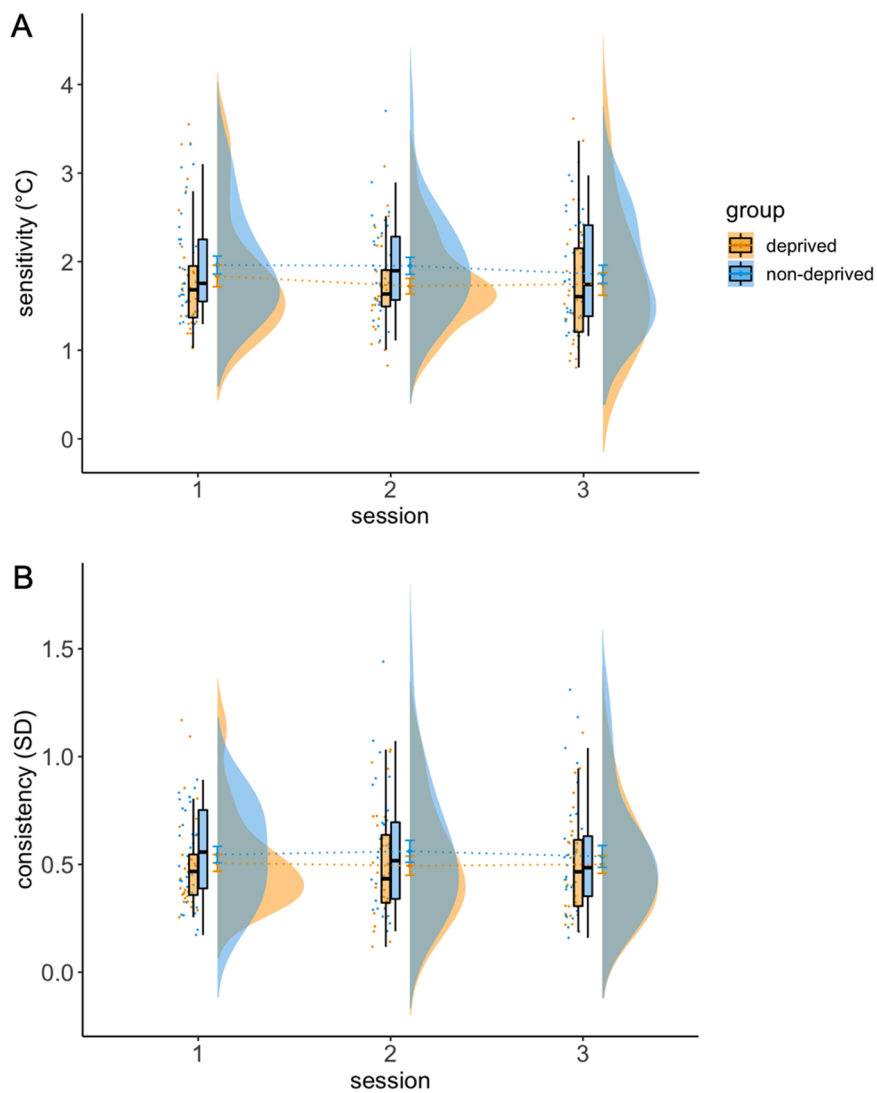 A
sensitivity (°C)
4
3
2
1
0
1 2 3
session
group
deprived
non-deprived
B
consistency (SD)
1.5
1.0
0.5
0.0
1 2 3
session